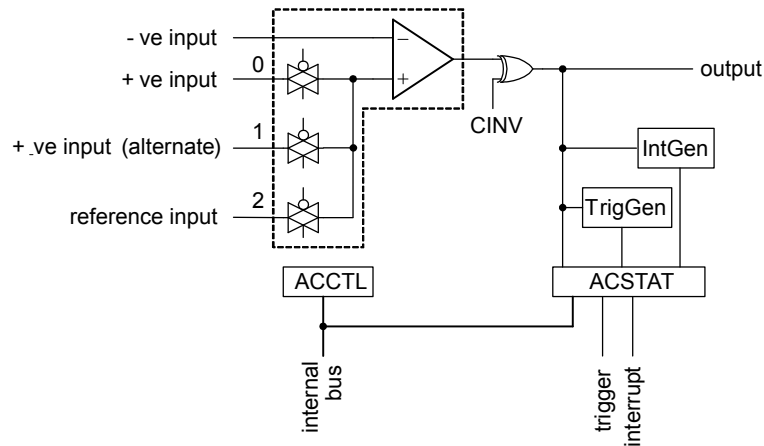 - ve input
−
0
+ ve input
+
output
CINV
1
+ -ve input (alternate)
IntGen
2
reference input
TrigGen
ACCTL
ACSTAT
internal
bus
trigger
interrupt